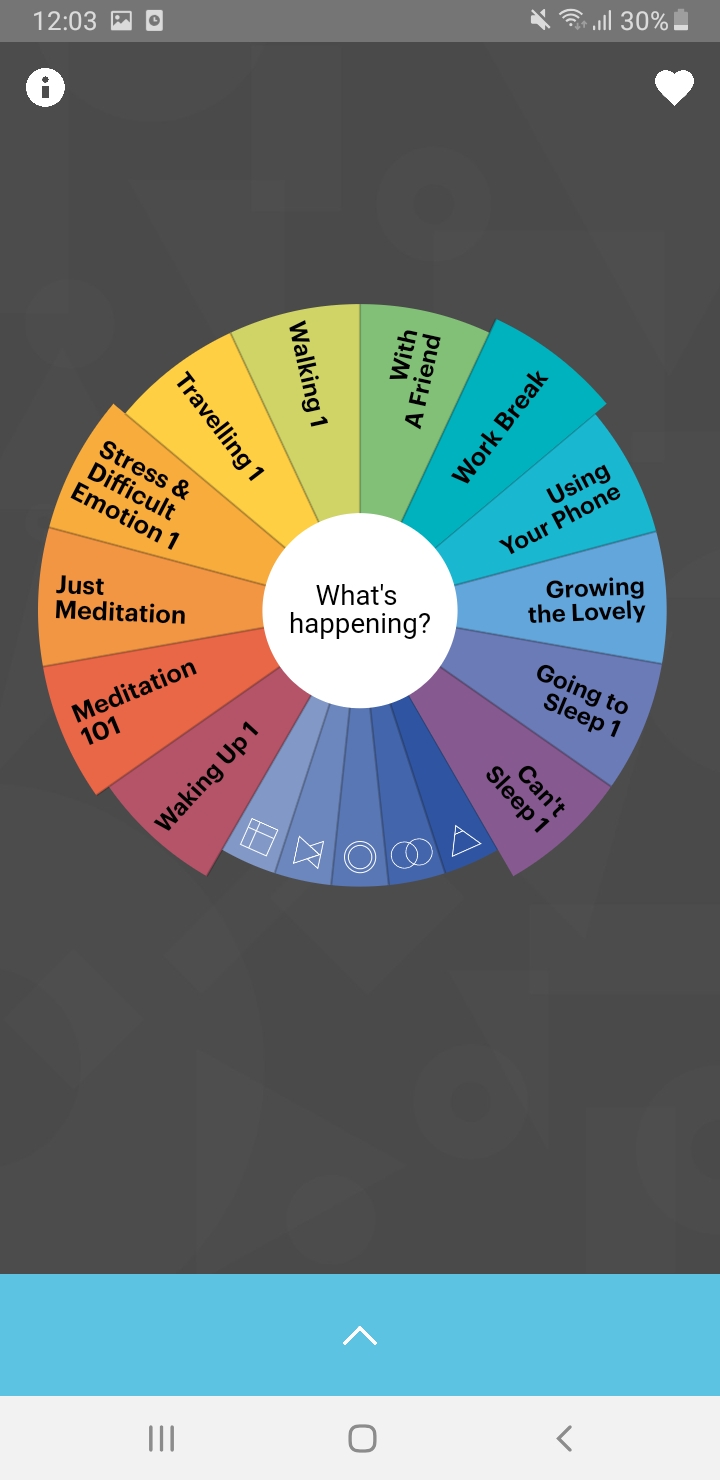 12:03
30%
With
A Friend
Work Break
Using
Your Phone
Growing
the Lovely
Going to
Sleep 1
Can't
Sleep 1
Waking Up 1
Meditation
101
Just
Meditation
Stress &
Difficult
Emotion 1
Travelling 1
Walking 1
What's
happening?